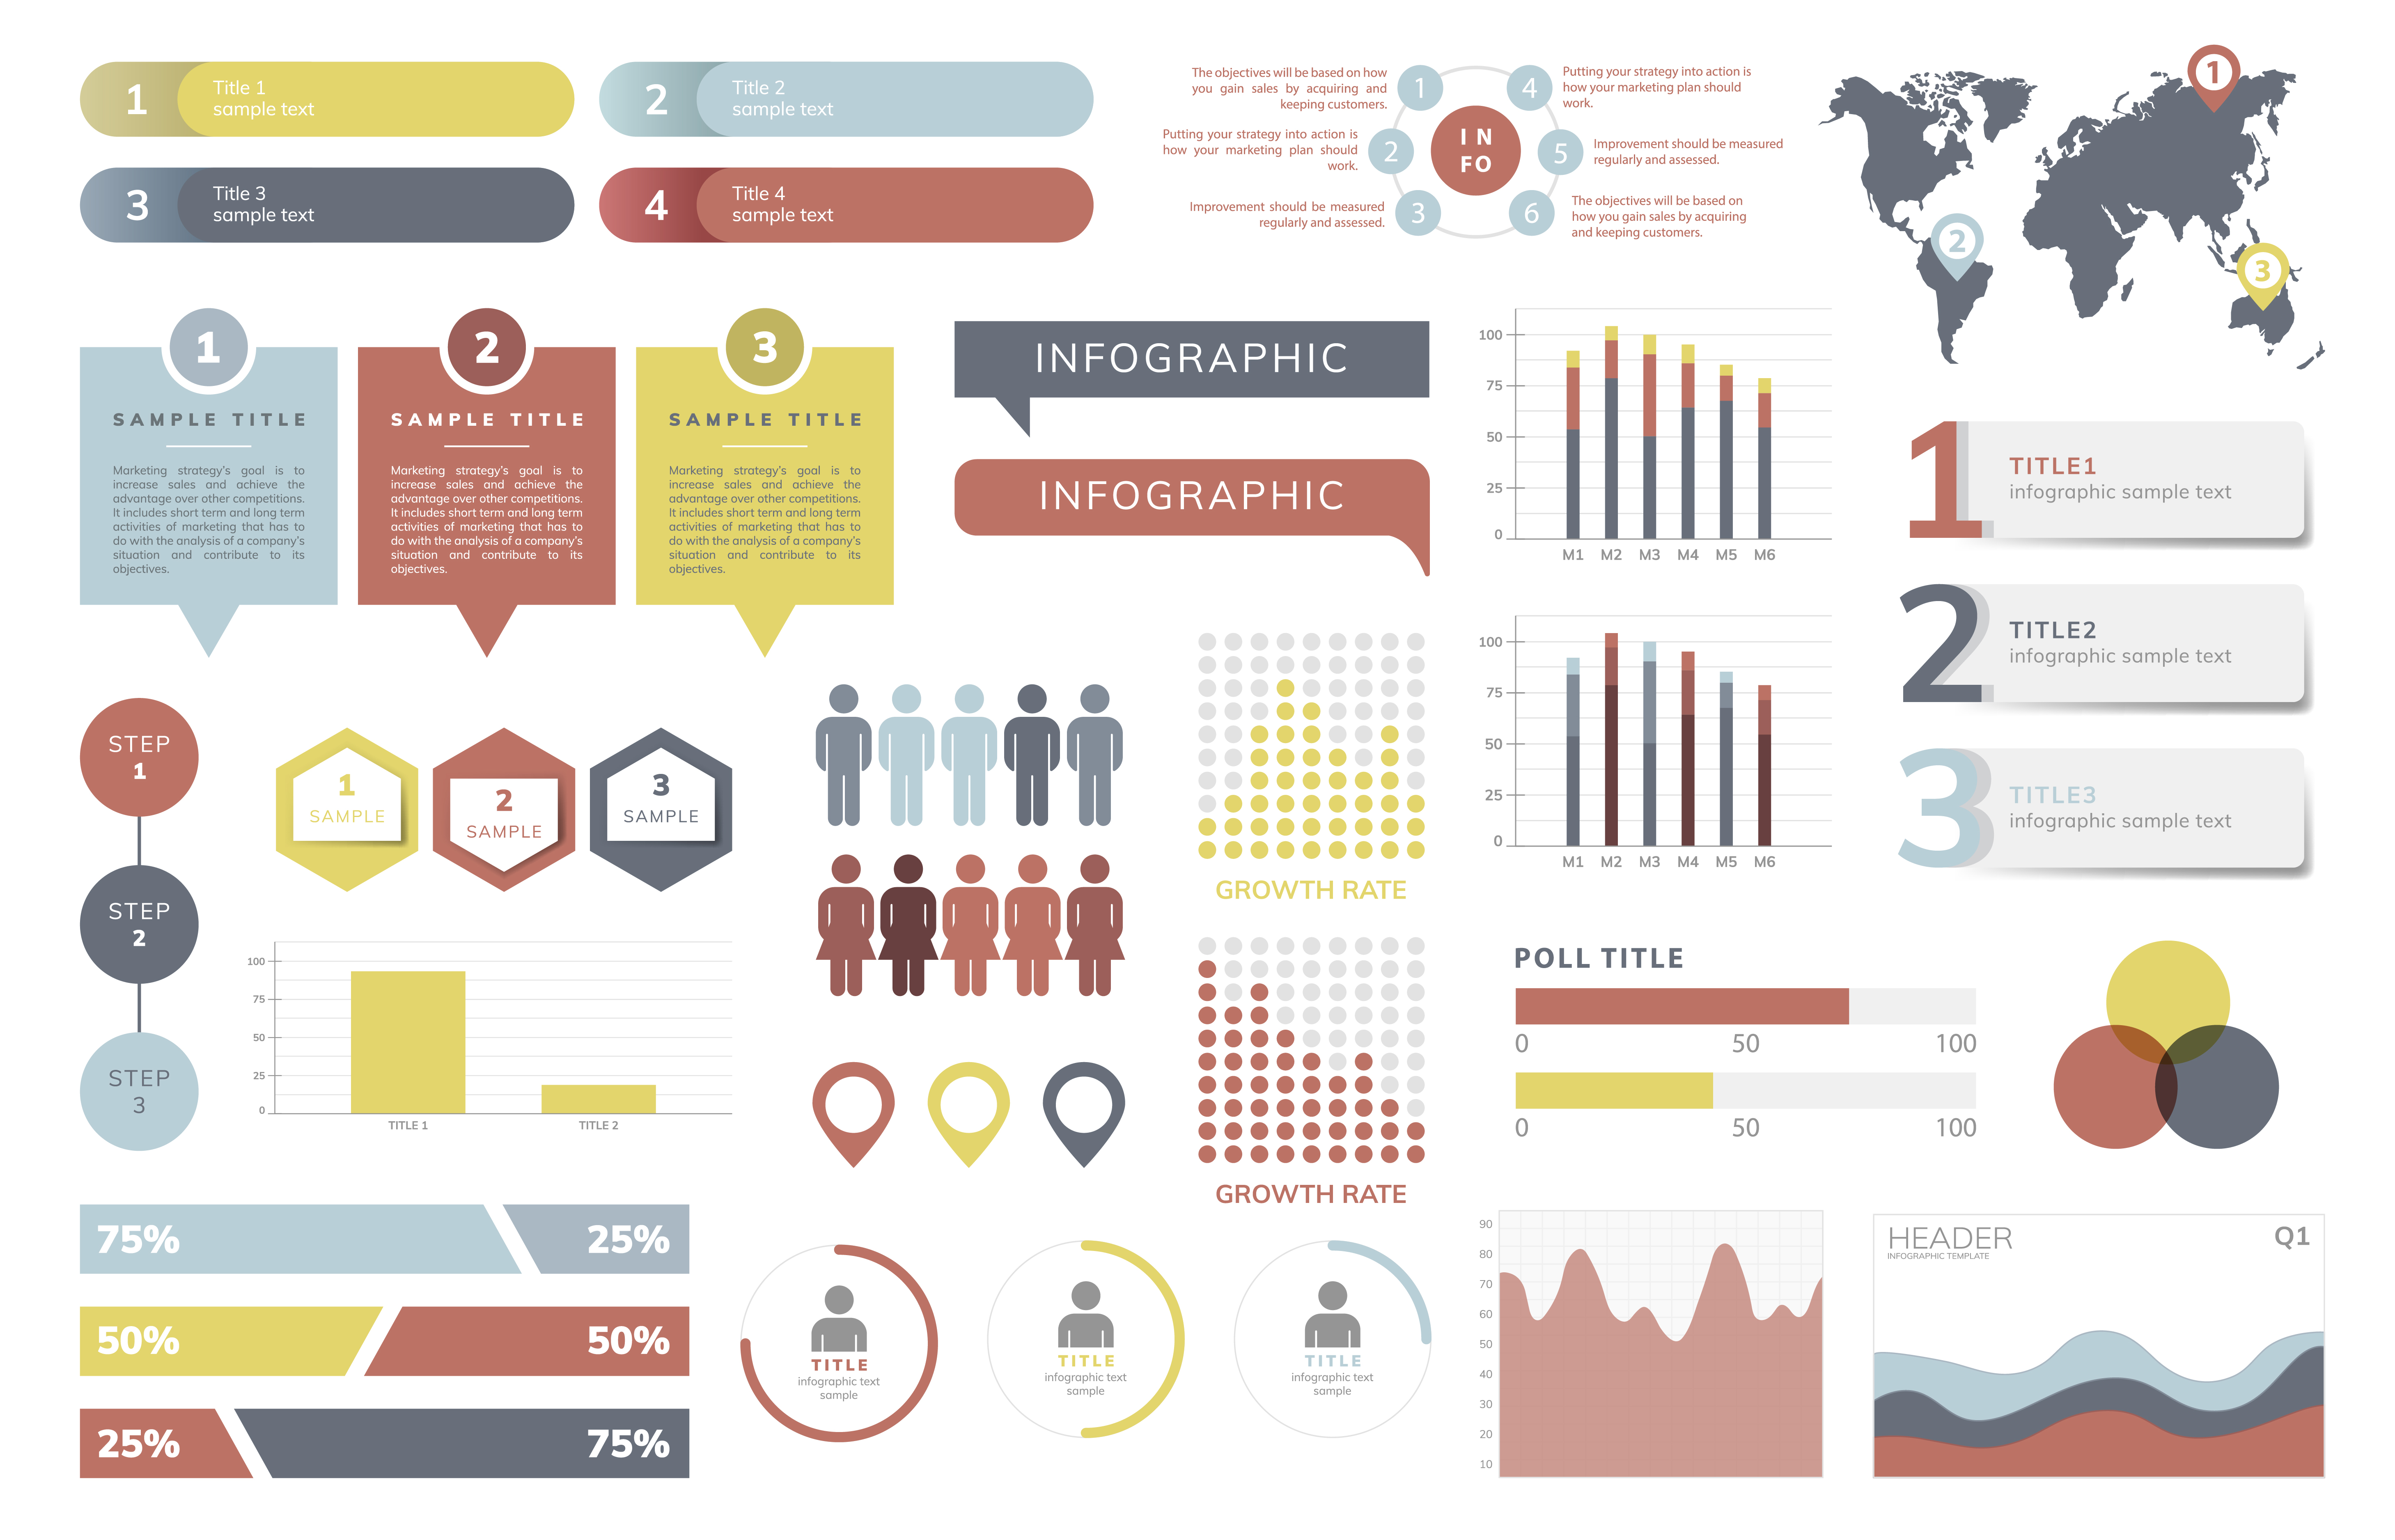 1
Title 1
sample text
2
Title 2
sample text
3
Title 3
sample text
4
Title 4
sample text
The objectives will be based on how
you gain sales by acquiring and
keeping customers.
1
Putting your strategy into action is
how your marketing plan should
work.
2
Improvement should be measured
regularly and assessed.
3
IN
FO
4
Putting your strategy into action is
how your marketing plan should
work.
5
Improvement should be measured
regularly and assessed.
6
The objectives will be based on
how you gain sales by acquiring
and keeping customers.
1
2
3
1
SAMPLE TITLE
Marketing strategy's goal is to
increase sales and achieve the
advantage over other competitions.
It includes short term and long term
activities of marketing that has to
do with the analysis of a company's
situation and contribute to its
objectives.
2
SAMPLE TITLE
Marketing strategy's goal is to
increase sales and achieve the
advantage over other competitions.
It includes short term and long term
activities of marketing that has to
do with the analysis of a company's
situation and contribute to its
objectives.
3
SAMPLE TITLE
Marketing strategy's goal is to
increase sales and achieve the
advantage over other competitions.
It includes short term and long term
activities of marketing that has to
do with the analysis of a company's
situation and contribute to its
objectives.
INFOGRAPHIC
INFOGRAPHIC
100
75
50
25
0
M1 M2 M3 M4 M5 M6
1
TITLE1
infographic sample text
2
TITLE2
infographic sample text
3
TITLE3
infographic sample text
100
75
50
25
0
M1 M2 M3 M4 M5 M6
STEP
1
STEP
2
STEP
3
1
SAMPLE
2
SAMPLE
3
SAMPLE
100
75
50
25
0
TITLE 1 TITLE 2
GROWTH RATE
GROWTH RATE
POLL TITLE
0 50 100
0 50 100
75% 25%
50% 50%
25% 75%
TITLE
infographic text
sample
TITLE
infographic text
sample
TITLE
infographic text
sample
90
80
70
60
50
40
30
20
10
HEADER
INFOGRAPHIC TEMPLATE
Q1